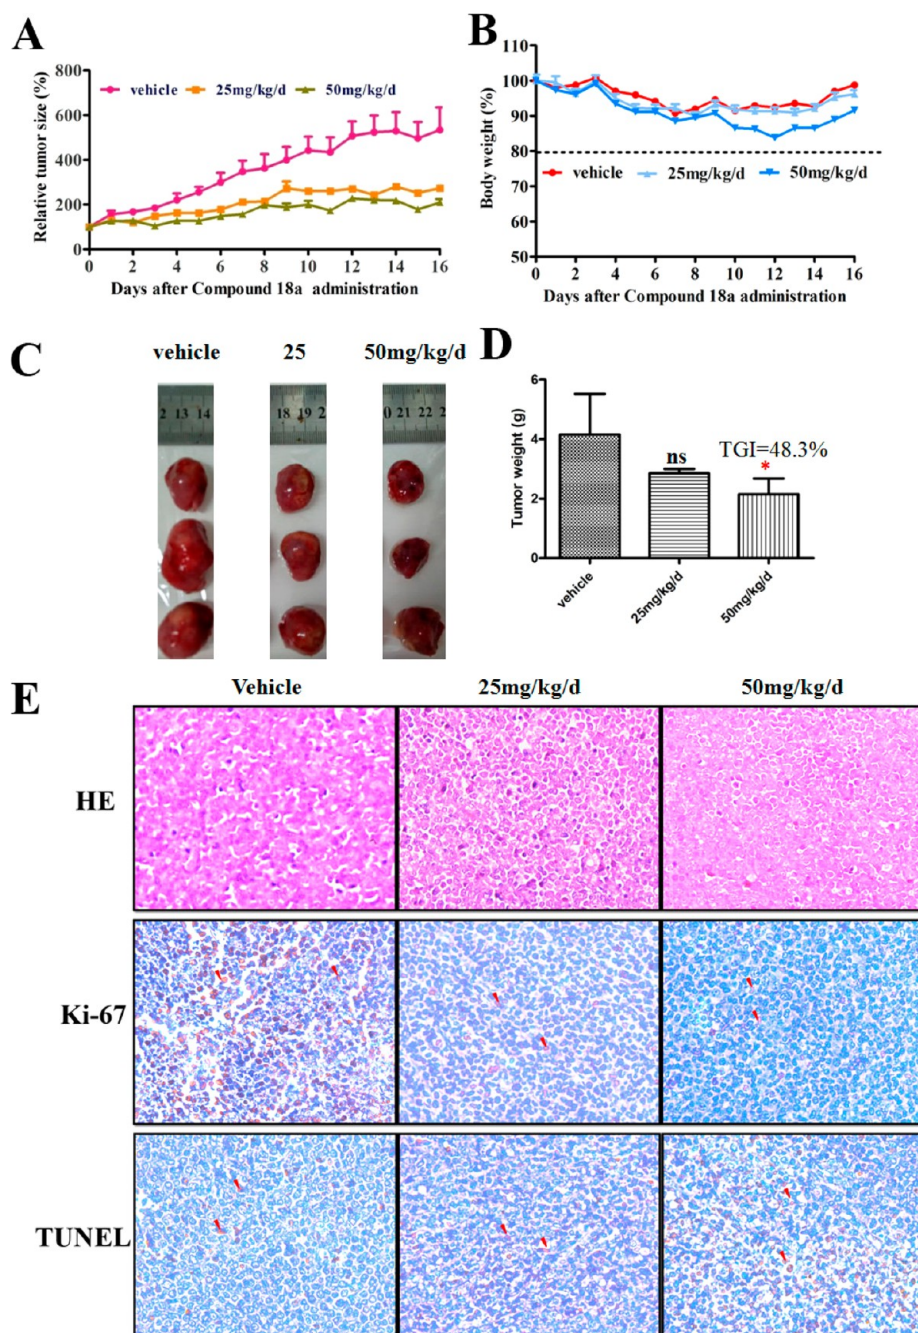 A
800
600
400
200
0
Relative tumor size (%)
vehicle 25mg/kg/d 50mg/kg/d
0 2 4 6 8 10 12 14 16
Days after Compound 18a administration
B
110
100
90
80
90
60
50
Body weight (%)
vehicle 25mg/kg/d 50mg/kg/d
0 2 4 6 8 10 12 14 16
Days after Compound 18a administration
C
vehicle 25 50mg/kg/d
2 13 14
18 19 2
0 21 22 2
D
6
4
2
0
Tumor weight (g)
ns
TGI=48.3%
*
vehicle
25mg/kg/d
50mg/kg/d
E
Vehicle 25mg/kg/d 50mg/kg/d
HE
Ki-67
TUNEL